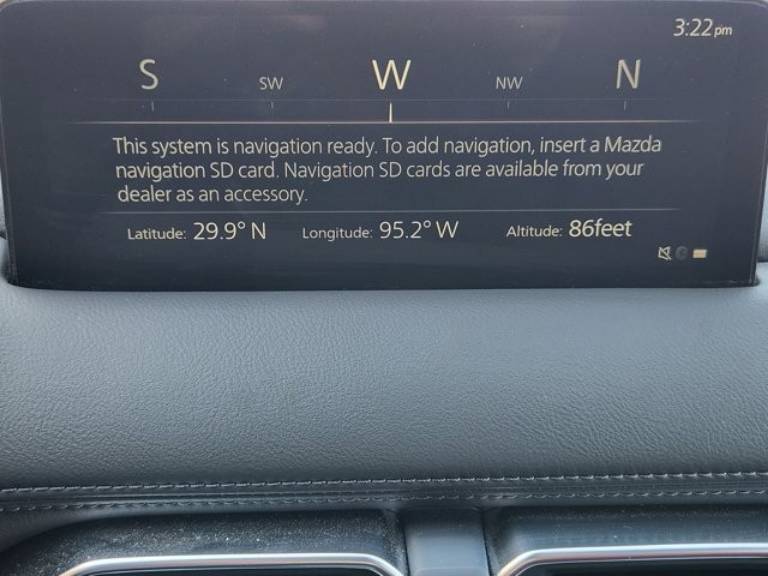 3:22pm
S SW W NW N
This system is navigation ready. To add navigation, insert a Mazda
navigation SD card. Navigation SD cards are available from your
dealer as an accessory.
Latitude: 29.9° N Longitude: 95.2° W Altitude: 86feet